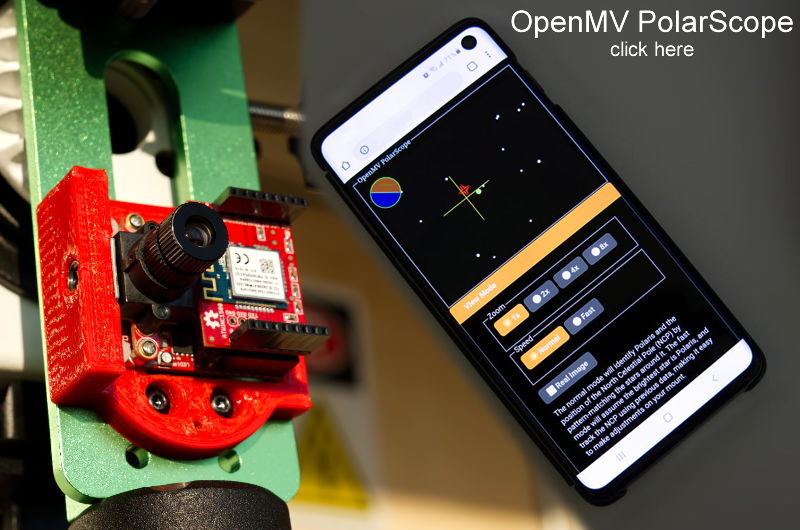 OpenMV PolarScope
click here
71%
OpenMV PolarScope
View Mode
Zoom
1x
2x
4x
8x
Speed
Normal
Fast
Real Image
The normal mode will identify Polaris and the
position of the North Celestial Pole (NCP) by
pattern matching the stars around it. The fast
mode will assume the brightest star is Polaris, and
track the NCP using previous data, making it easy
to make adjustments on your mount.
CE